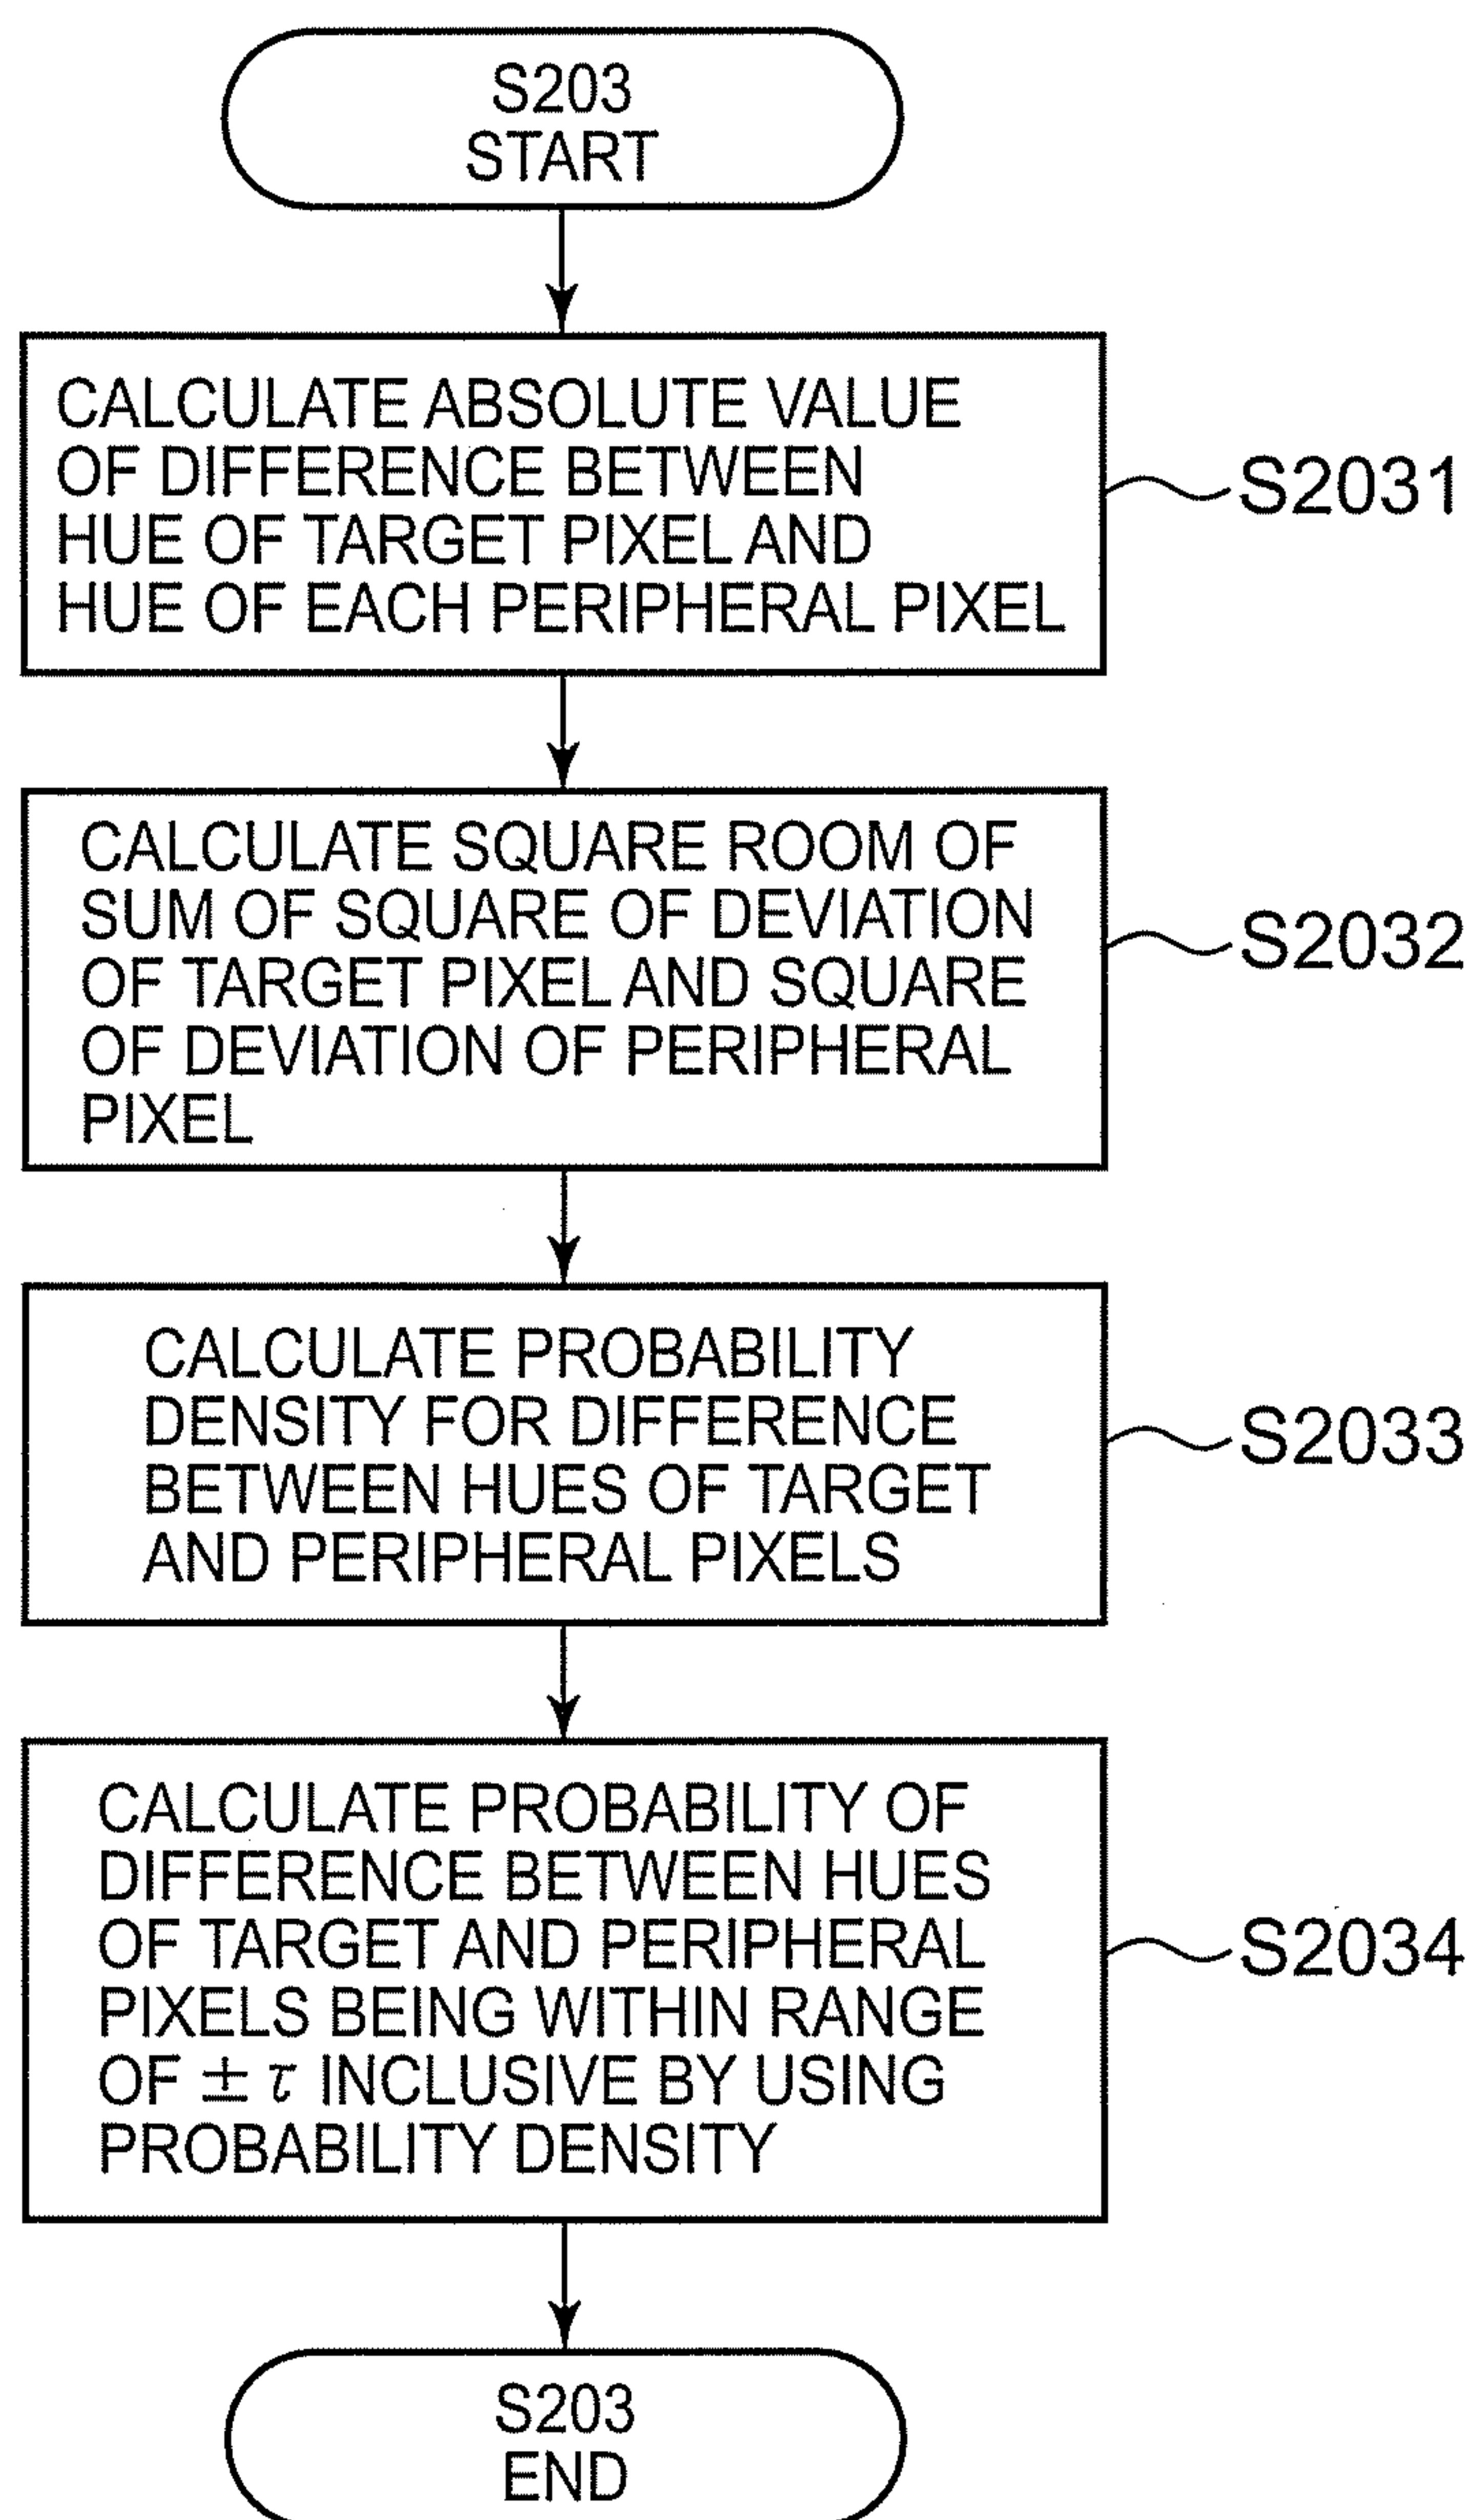 S203
START
CALCULATE ABSOLUTE VALUE
OF DIFFERENCE BETWEEN
HUE OF TARGET PIXEL AND
HUE OF EACH PERIPHERAL PIXEL
S2031
CALCULATE SQUARE ROOM OF
SUM OF SQUARE OF DEVIATION
OF TARGET PIXEL AND SQUARE
OF DEVIATION OF PERIPHERAL
PIXEL
S2032
CALCULATE PROBABILITY
DENSITY FOR DIFFERENCE
BETWEEN HUES OF TARGET
AND PERIPHERAL PIXELS
S2033
CALCULATE PROBABILITY OF
DIFFERENCE BETWEEN HUES
OF TARGET AND PERIPHERAL
PIXELS BEING WITHIN RANGE
OF ± τ INCLUSIVE BY USING
PROBABILITY DENSITY
S2034
S203
END